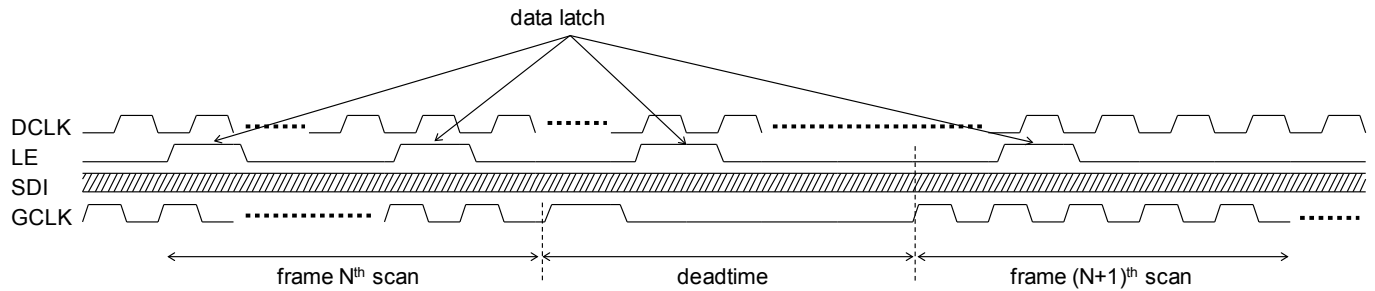 data latch
DCLK
LE
SDI
GCLK
frame Nth scan
deadtime
frame (N+1)th scan